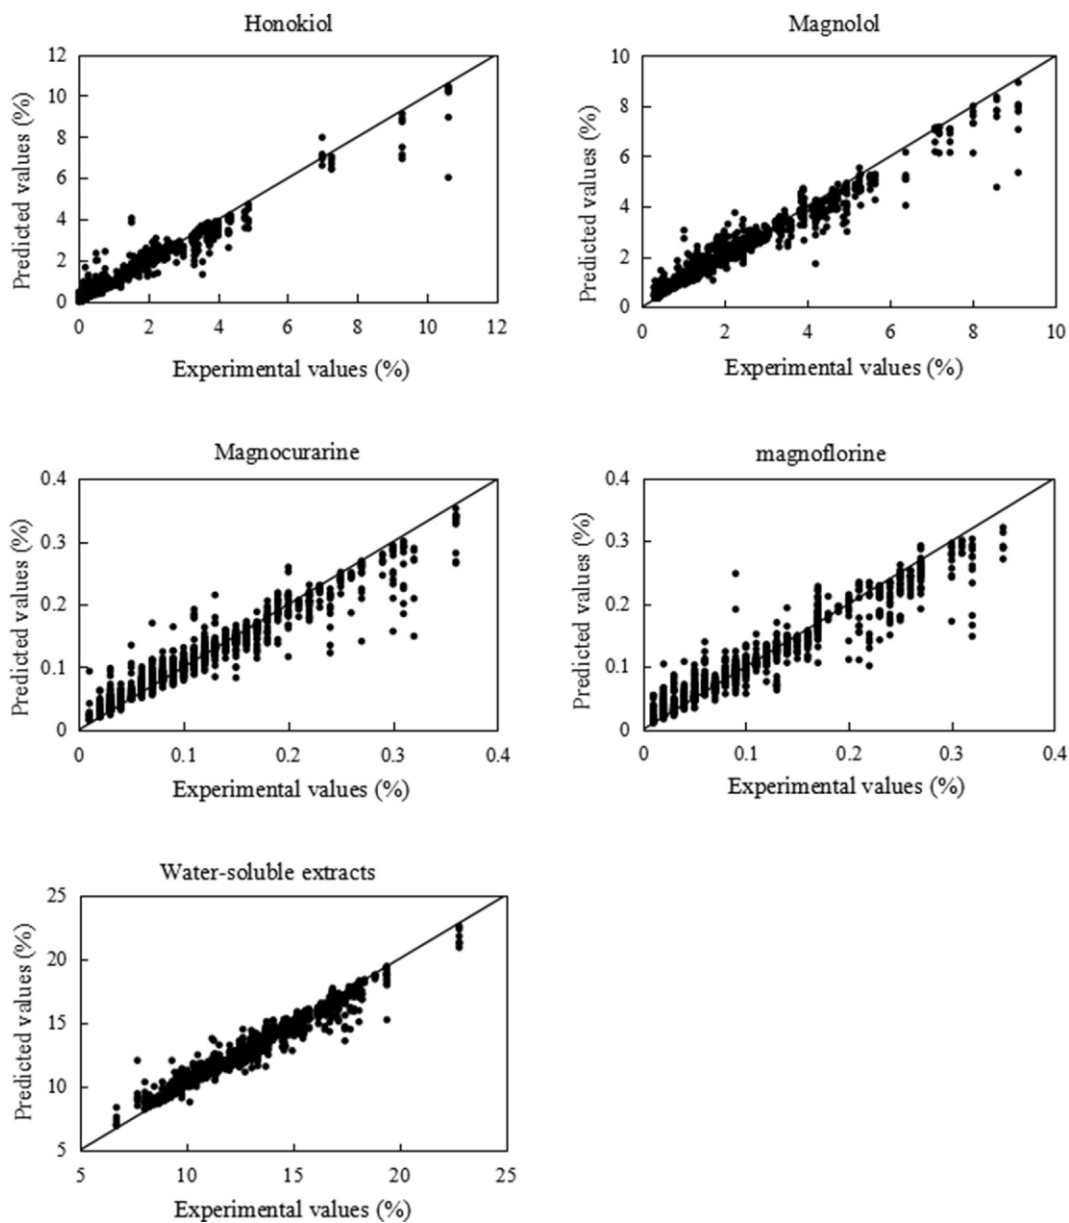 Honokiol
12
10
8
6
4
2
0
Predicted values (%)
0 2 4 6 8 10 12
Experimental values (%)
Magnolol
10
8
6
4
2
0
Predicted values (%)
0 2 4 6 8 10
Experimental values (%)
Magnocurarine
0.4
0.3
0.2
0.1
0
Predicted values (%)
0 0.1 0.2 0.3 0.4
Experimental values (%)
magnoflorine
0.4
0.3
0.2
0.1
0
Predicted values (%)
0 0.1 0.2 0.3 0.4
Experimental values (%)
Water-soluble extracts
25
20
15
10
5
Predicted values (%)
5 10 15 20 25
Experimental values (%)